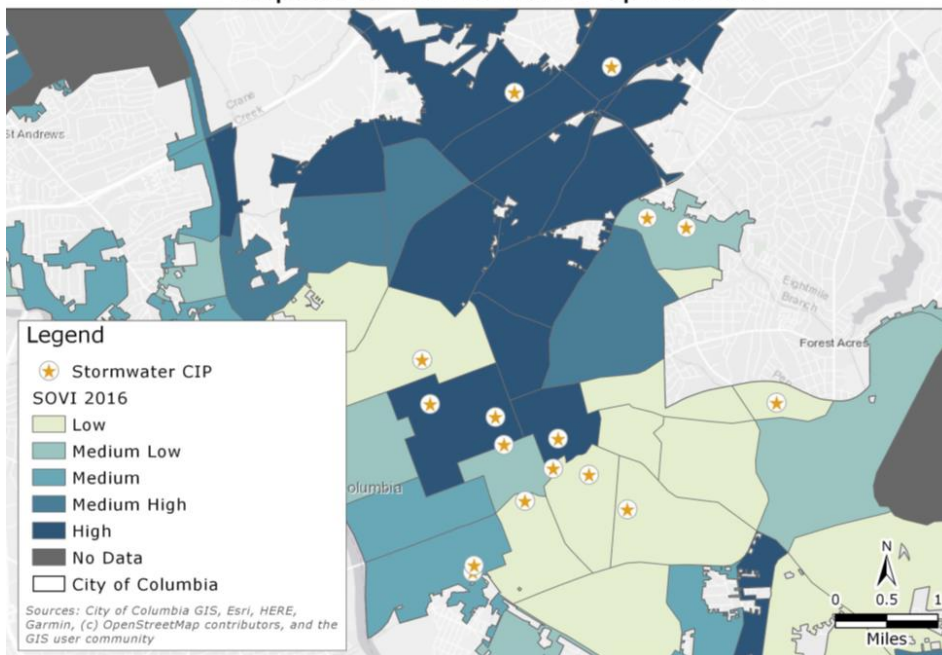 Crane
Creek
St Andrews
Eightmile
Branch
Forest Acres
olumbia
Legend
Stormwater CIP
SOVI 2016
Low
Medium Low
Medium
Medium High
High
No Data
City of Columbia
Sources: City of Columbia GIS, Esri, HERE,
Garmin, (c) OpenStreetMap contributors, and the
GIS user community
N
0 0.5 1
Miles